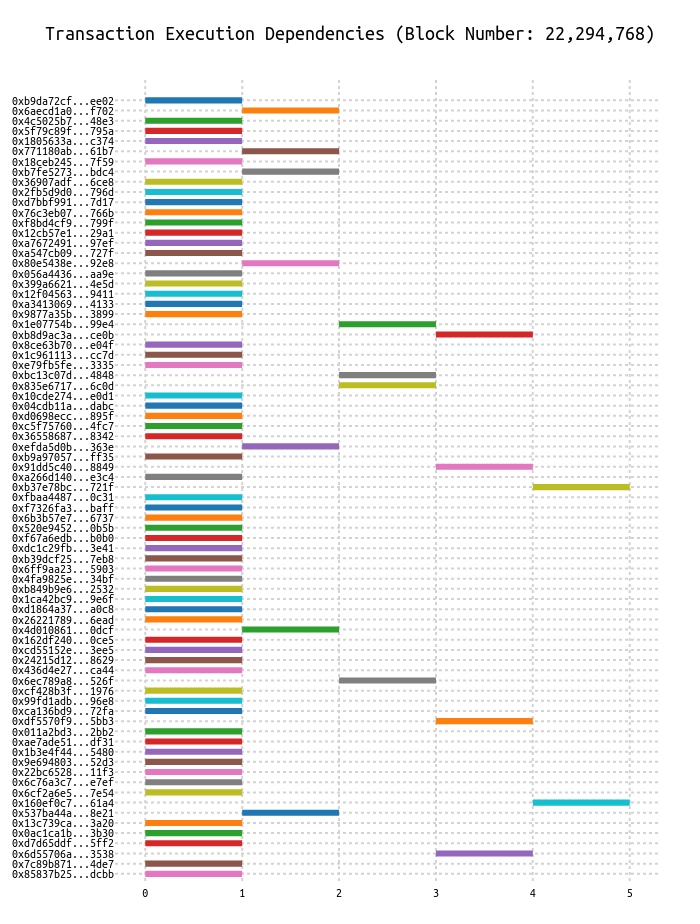 Transaction Execution Dependencies (Block Number: 22,294,768)
0xb9da72cf...ee02
0x6aecd1a0...f702
0x4c5025b7...48e3
0x5f79c89f...795a
0x1805633a...c374
0x771180ab...61b7
0x18ceb245...7f59
0xb7fe5273...bdc4
0x36907adf...6ce8
0x2fb5d9d0...796d
0xd7bbf991...7d17
0x76c3eb07...766b
0xf8bd4cf9...799f
0x12cb57e1...29a1
0xa7672491...97ef
0xa547cb09...727f
0x80e5438e...92e8
0x056a4436...aa9e
0x399a6621...4e5d
0x12f04563...9411
0xa3413069...4133
0x9877a35b...3899
0x1e07754b...99e4
0xb8d9ac3a...ce0b
0x8ce63b70...e04f
0x1c961113...cc7d
0xe79fb5fe...3335
0xbc13c07d...4848
0x835e6717...6c0d
0x10cde274...e0d1
0x04cdb11a...dabc
0xd0698ecc...895f
0xc5f75760...4fc7
0x36558687...8342
0xefda5d0b...363e
0xb9a97057...ff35
0x91dd5c40...8849
0xa266d140...e3c4
0xb37e78bc...721f
0xfbaa4487...0c31
0xf7326fa3...baff
0x6b3b57e7...6737
0x520e9452...0b5b
0xf67a6edb...b0b0
0xdc1c29fb...3e41
0xb39dcf25...7eb8
0x6ff9aa23...5903
0x4fa9825e...34bf
0xb849b9e6...2532
0x1ca42bc9...9e6f
0xd1864a37...a0c8
0x26221789...6ead
0x4d010861...0dcf
0x162df240...0ce5
0xcd55152e...3ee5
0x24215d12...8629
0x436d4e27...ca44
0x6ec789a8...526f
0xcf428b3f...1976
0x99fd1adb...96e8
0xca136bd9...72fa
0xdf5570f9...5bb3
0x011a2bd3...2bb2
0xae7ade51...df31
0x1b3e4f44...5480
0x9e694803...52d3
0x22bc6528...11f3
0x6c76a3c7...e7ef
0x6cf2a6e5...7e54
0x160ef0c7...61a4
0x537ba44a...8e21
0x13c739ca...3a20
0x0ac1ca1b...3b30
0xd7d65ddf...5ff2
0x6d55706a...3538
0x7c89b871...4de7
0x85837b25...dcbb
0 1 2 3 4 5